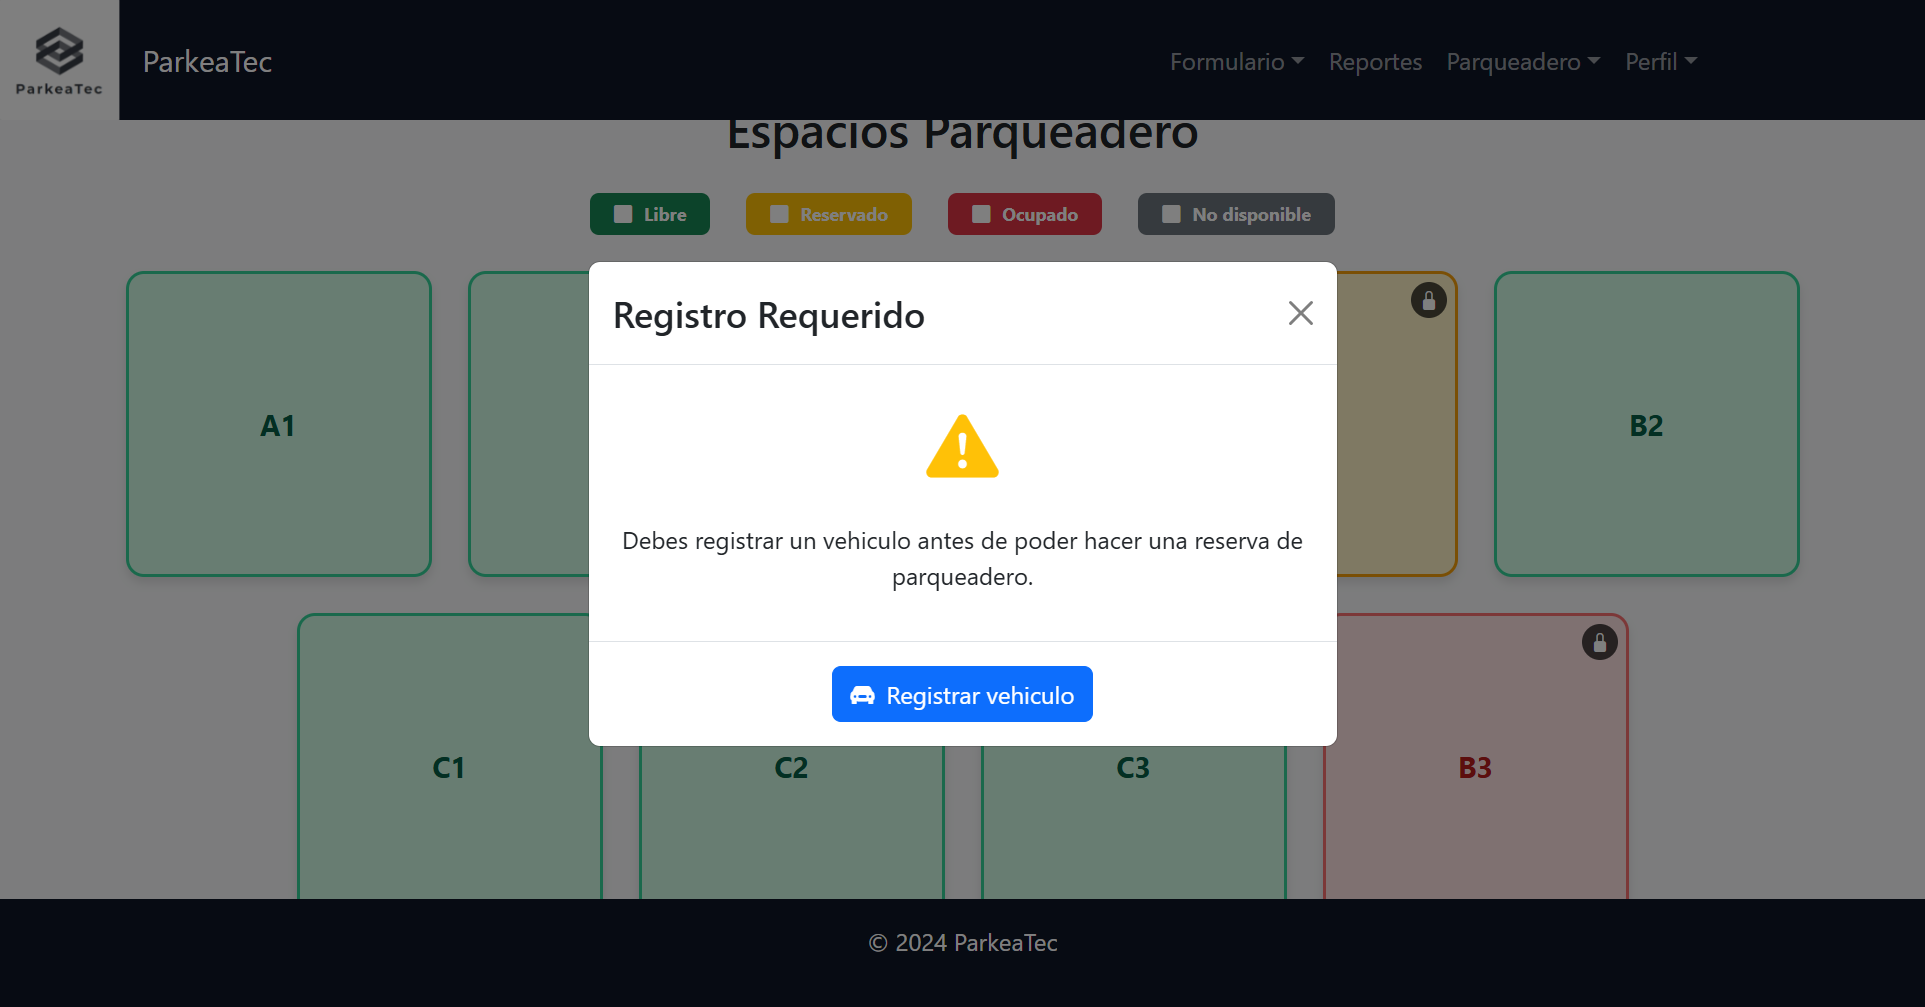 ParkeaTec
ParkeaTec
Formulario
Reportes
Parqueadero
Perfil
Espacios Parqueadero
Libre
Reservado
Ocupado
No disponible
Registro Requerido
Debes registrar un vehiculo antes de poder hacer una reserva de
parqueadero.
Registrar vehiculo
A1
B2
C1
C2
C3
B3
© 2024 ParkeaTec